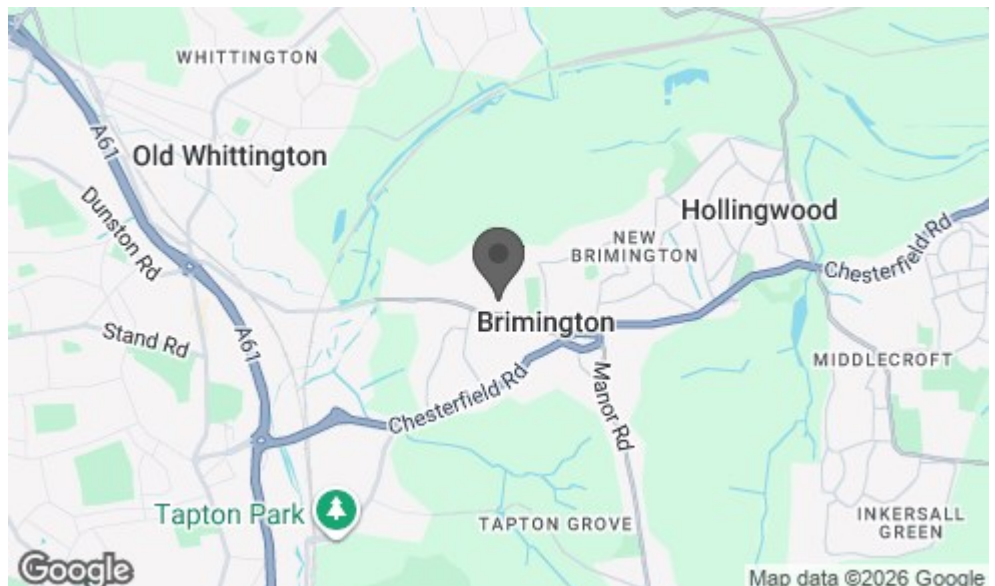 WHITTINGTON
A61
Old Whittington
Dunston Rd
Hollingwood
NEW
BRIMINGTON
Chesterfield Rd
Stand Rd
A61
Brimington
Chesterfield Rd
Manor Rd
MIDDLECROFT
Tapton Park
TAPTON GROVE
INKERSALL
GREEN
Google
Map data ©2026 Google